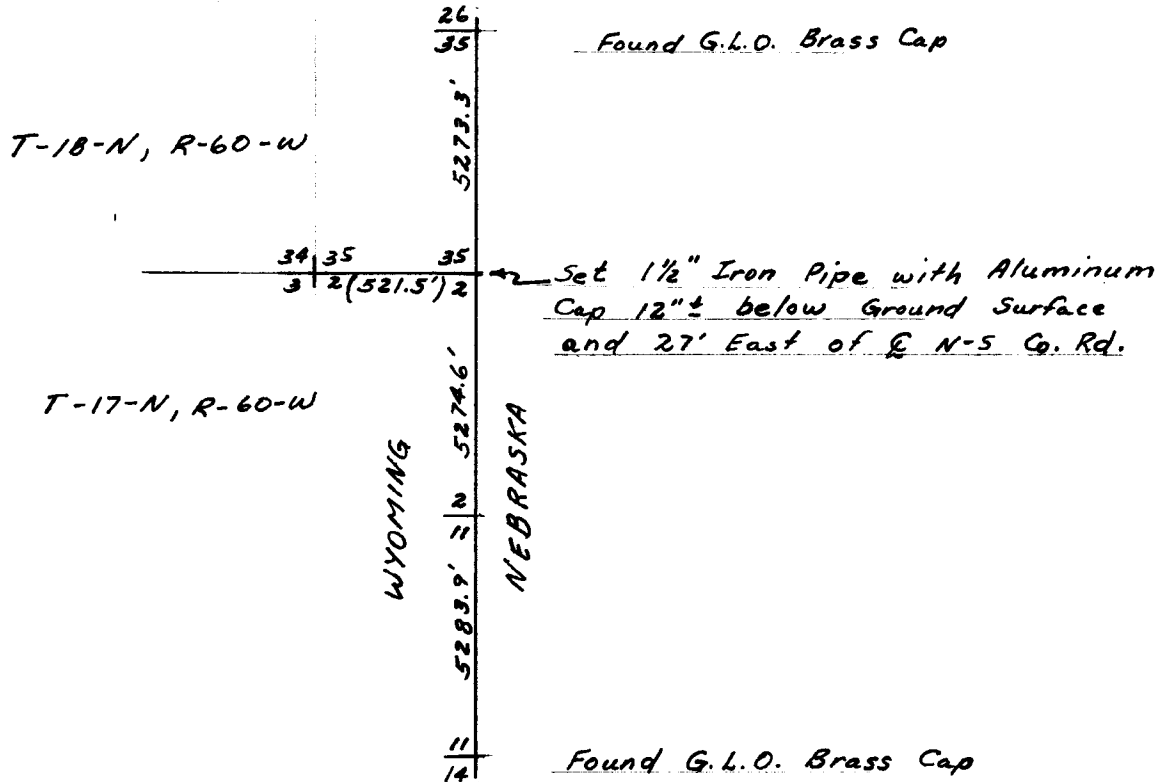 26
35
Found G.L.O. Brass Cap
5273.3'
T-18-N, R-60-W
34 35 35
3 2 (521.5') 2
Set 1½" Iron Pipe with Aluminum
Cap 12"± below Ground Surface
and 27' East of ℄ N-S Co. Rd.
5274.6'
T-17-N, R-60-W
WYOMING
NEBRASKA
2
11
5283.9'
11
14
Found G.L.O. Brass Cap